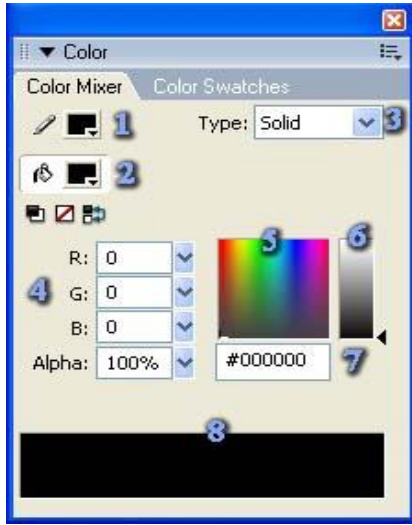 Color
Color Mixer Color Swatches
1 Type: Solid 3
2
R: 0 5 6
4 G: 0
B: 0
Alpha: 100% #000000 7
8